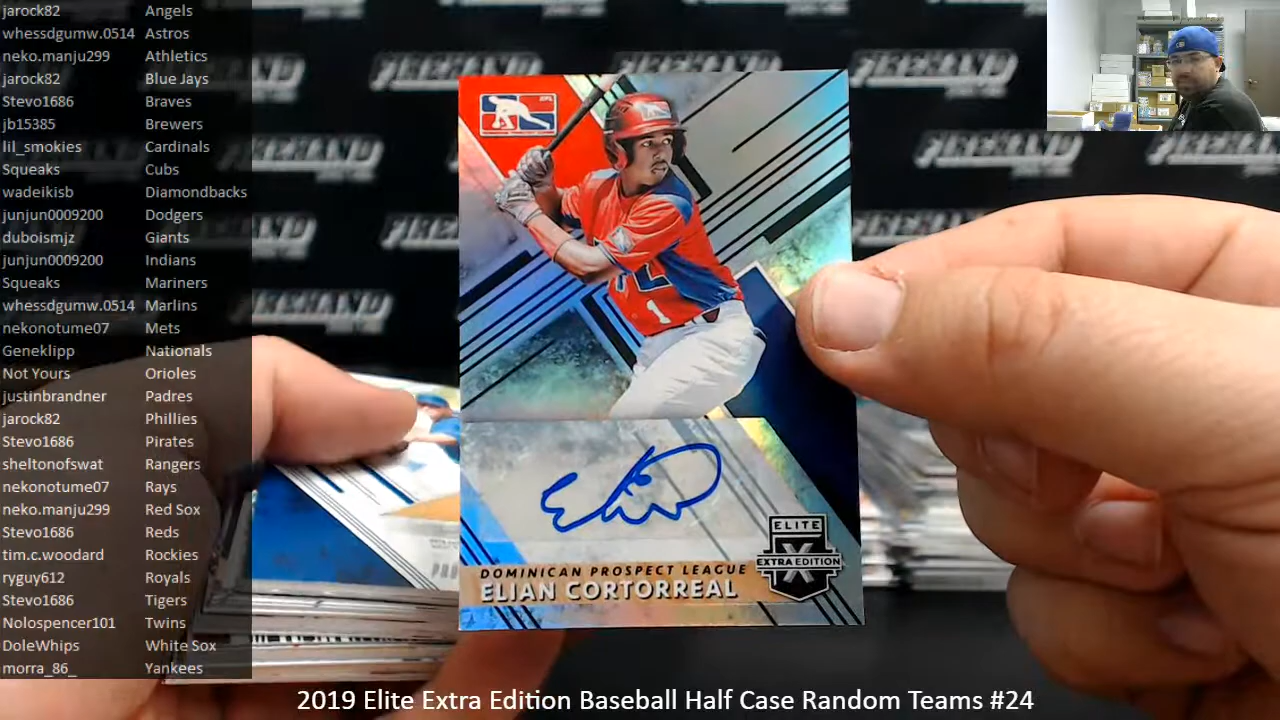 jarock82 Angels
whessdgumw.0514 Astros
neko.manju299 Athletics
jarock82 Blue Jays
Stevo1686 Braves
jb15385 Brewers
lil_smokies Cardinals
Squeaks Cubs
wadeikisb Diamondbacks
junjun0009200 Dodgers
duboismjz Giants
junjun0009200 Indians
Squeaks Mariners
whessdgumw.0514 Marlins
nekonotume07 Mets
Geneklipp Nationals
Not Yours Orioles
justinbrandner Padres
jarock82 Phillies
Stevo1686 Pirates
sheltonofswat Rangers
nekonotume07 Rays
neko.manju299 Red Sox
Stevo1686 Reds
tim.c.woodard Rockies
ryguy612 Royals
Stevo1686 Tigers
Nolospencer101 Twins
DoleWhips White Sox
morra_86_ Yankees
FIREHAND
1
ELITE
X
EXTRA EDITION
DOMINICAN PROSPECT LEAGUE
ELIAN CORTORREAL
2019 Elite Extra Edition Baseball Half Case Random Teams #24